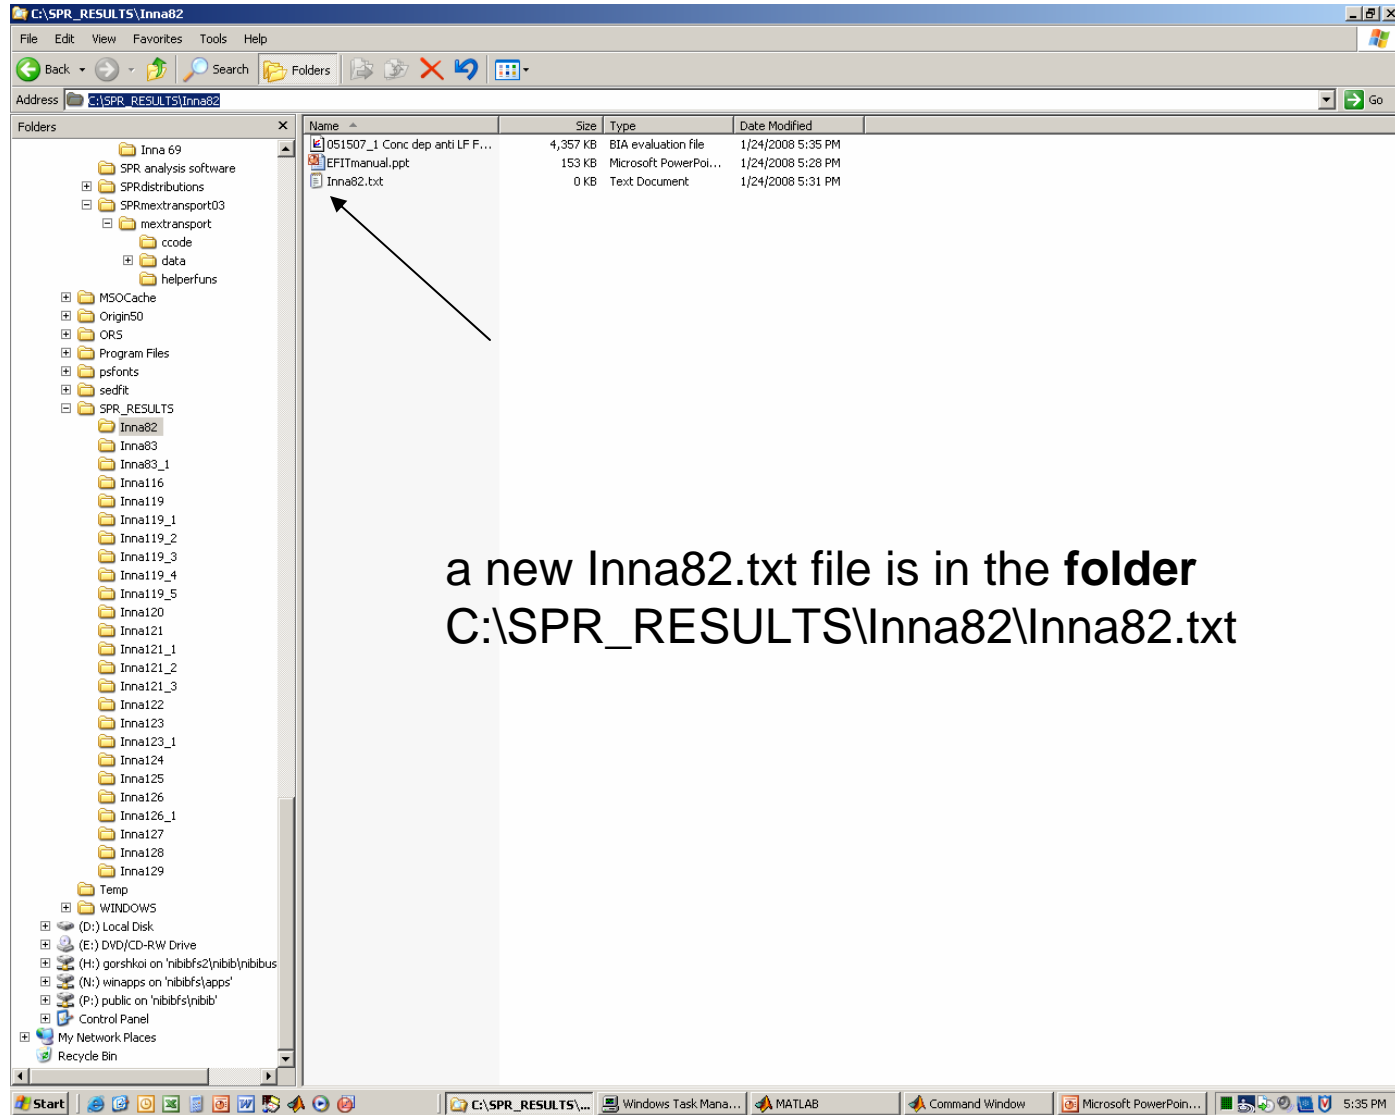 C:\SPR_RESULTS\Inna82
File Edit View Favorites Tools Help
Back Search Folders
Address C:\SPR_RESULTS\Inna82 Go
Folders
Inna 69
SPR analysis software
SPRdistributions
SPRmextransport03
mextransport
ccode
data
helperfuns
MSOCache
Origin50
ORS
Program Files
psfonts
sedfit
SPR_RESULTS
Inna82
Inna83
Inna83_1
Inna116
Inna119
Inna119_1
Inna119_2
Inna119_3
Inna119_4
Inna119_5
Inna120
Inna121
Inna121_1
Inna121_2
Inna121_3
Inna122
Inna123
Inna123_1
Inna124
Inna125
Inna126
Inna126_1
Inna127
Inna128
Inna129
Temp
WINDOWS
(D:) Local Disk
(E:) DVD/CD-RW Drive
(H:) gorshkoi on 'nibibfs2\nibib\nibibus
(N:) winapps on 'nibibfs\apps'
(P:) public on 'nibibfs\nibib'
Control Panel
My Network Places
Recycle Bin
Name Size Type Date Modified
051507_1 Conc dep anti LF F... 4,357 KB BIA evaluation file 1/24/2008 5:35 PM
EFITmanual.ppt 153 KB Microsoft PowerPoi... 1/24/2008 5:28 PM
Inna82.txt 0 KB Text Document 1/24/2008 5:31 PM
a new Inna82.txt file is in the folder
C:\SPR_RESULTS\Inna82\Inna82.txt
Start C:\SPR_RESULTS\... Windows Task Mana... MATLAB Command Window Microsoft PowerPoin... 5:35 PM